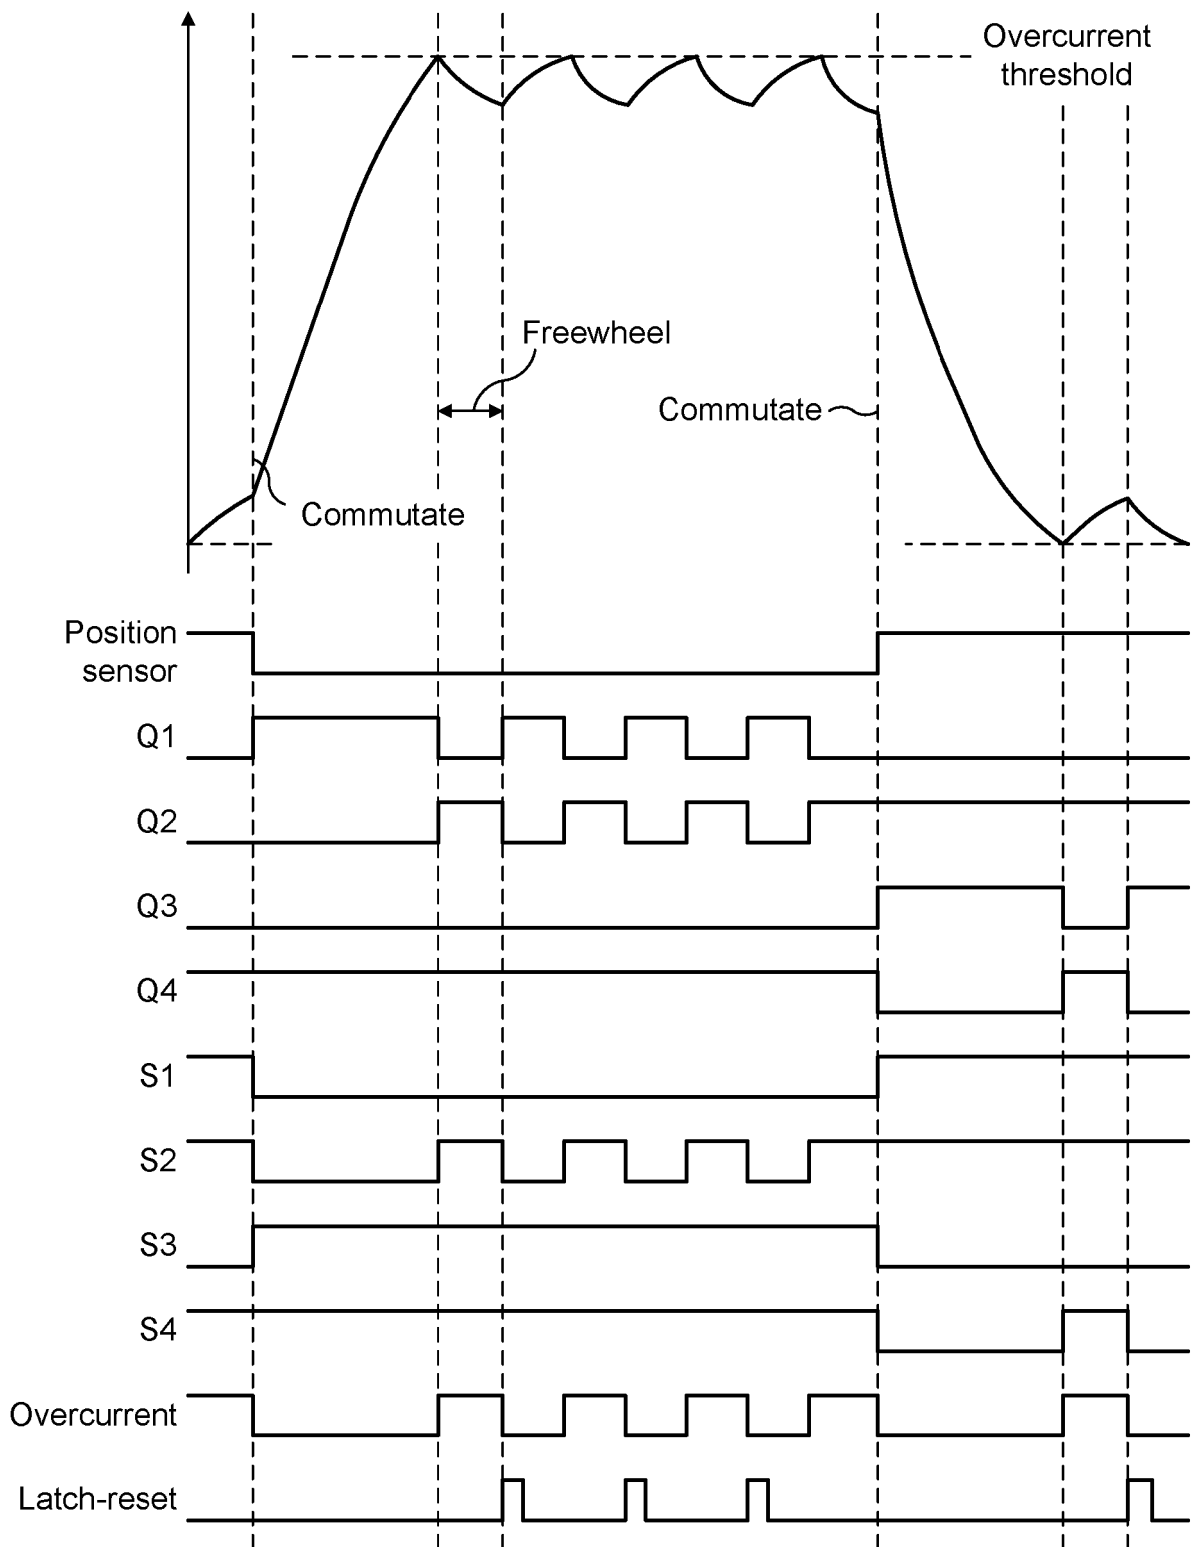 Overcurrent
threshold
Freewheel
Commutate
Commutate
Position
sensor
Q1
Q2
Q3
Q4
S1
S2
S3
S4
Overcurrent
Latch-reset